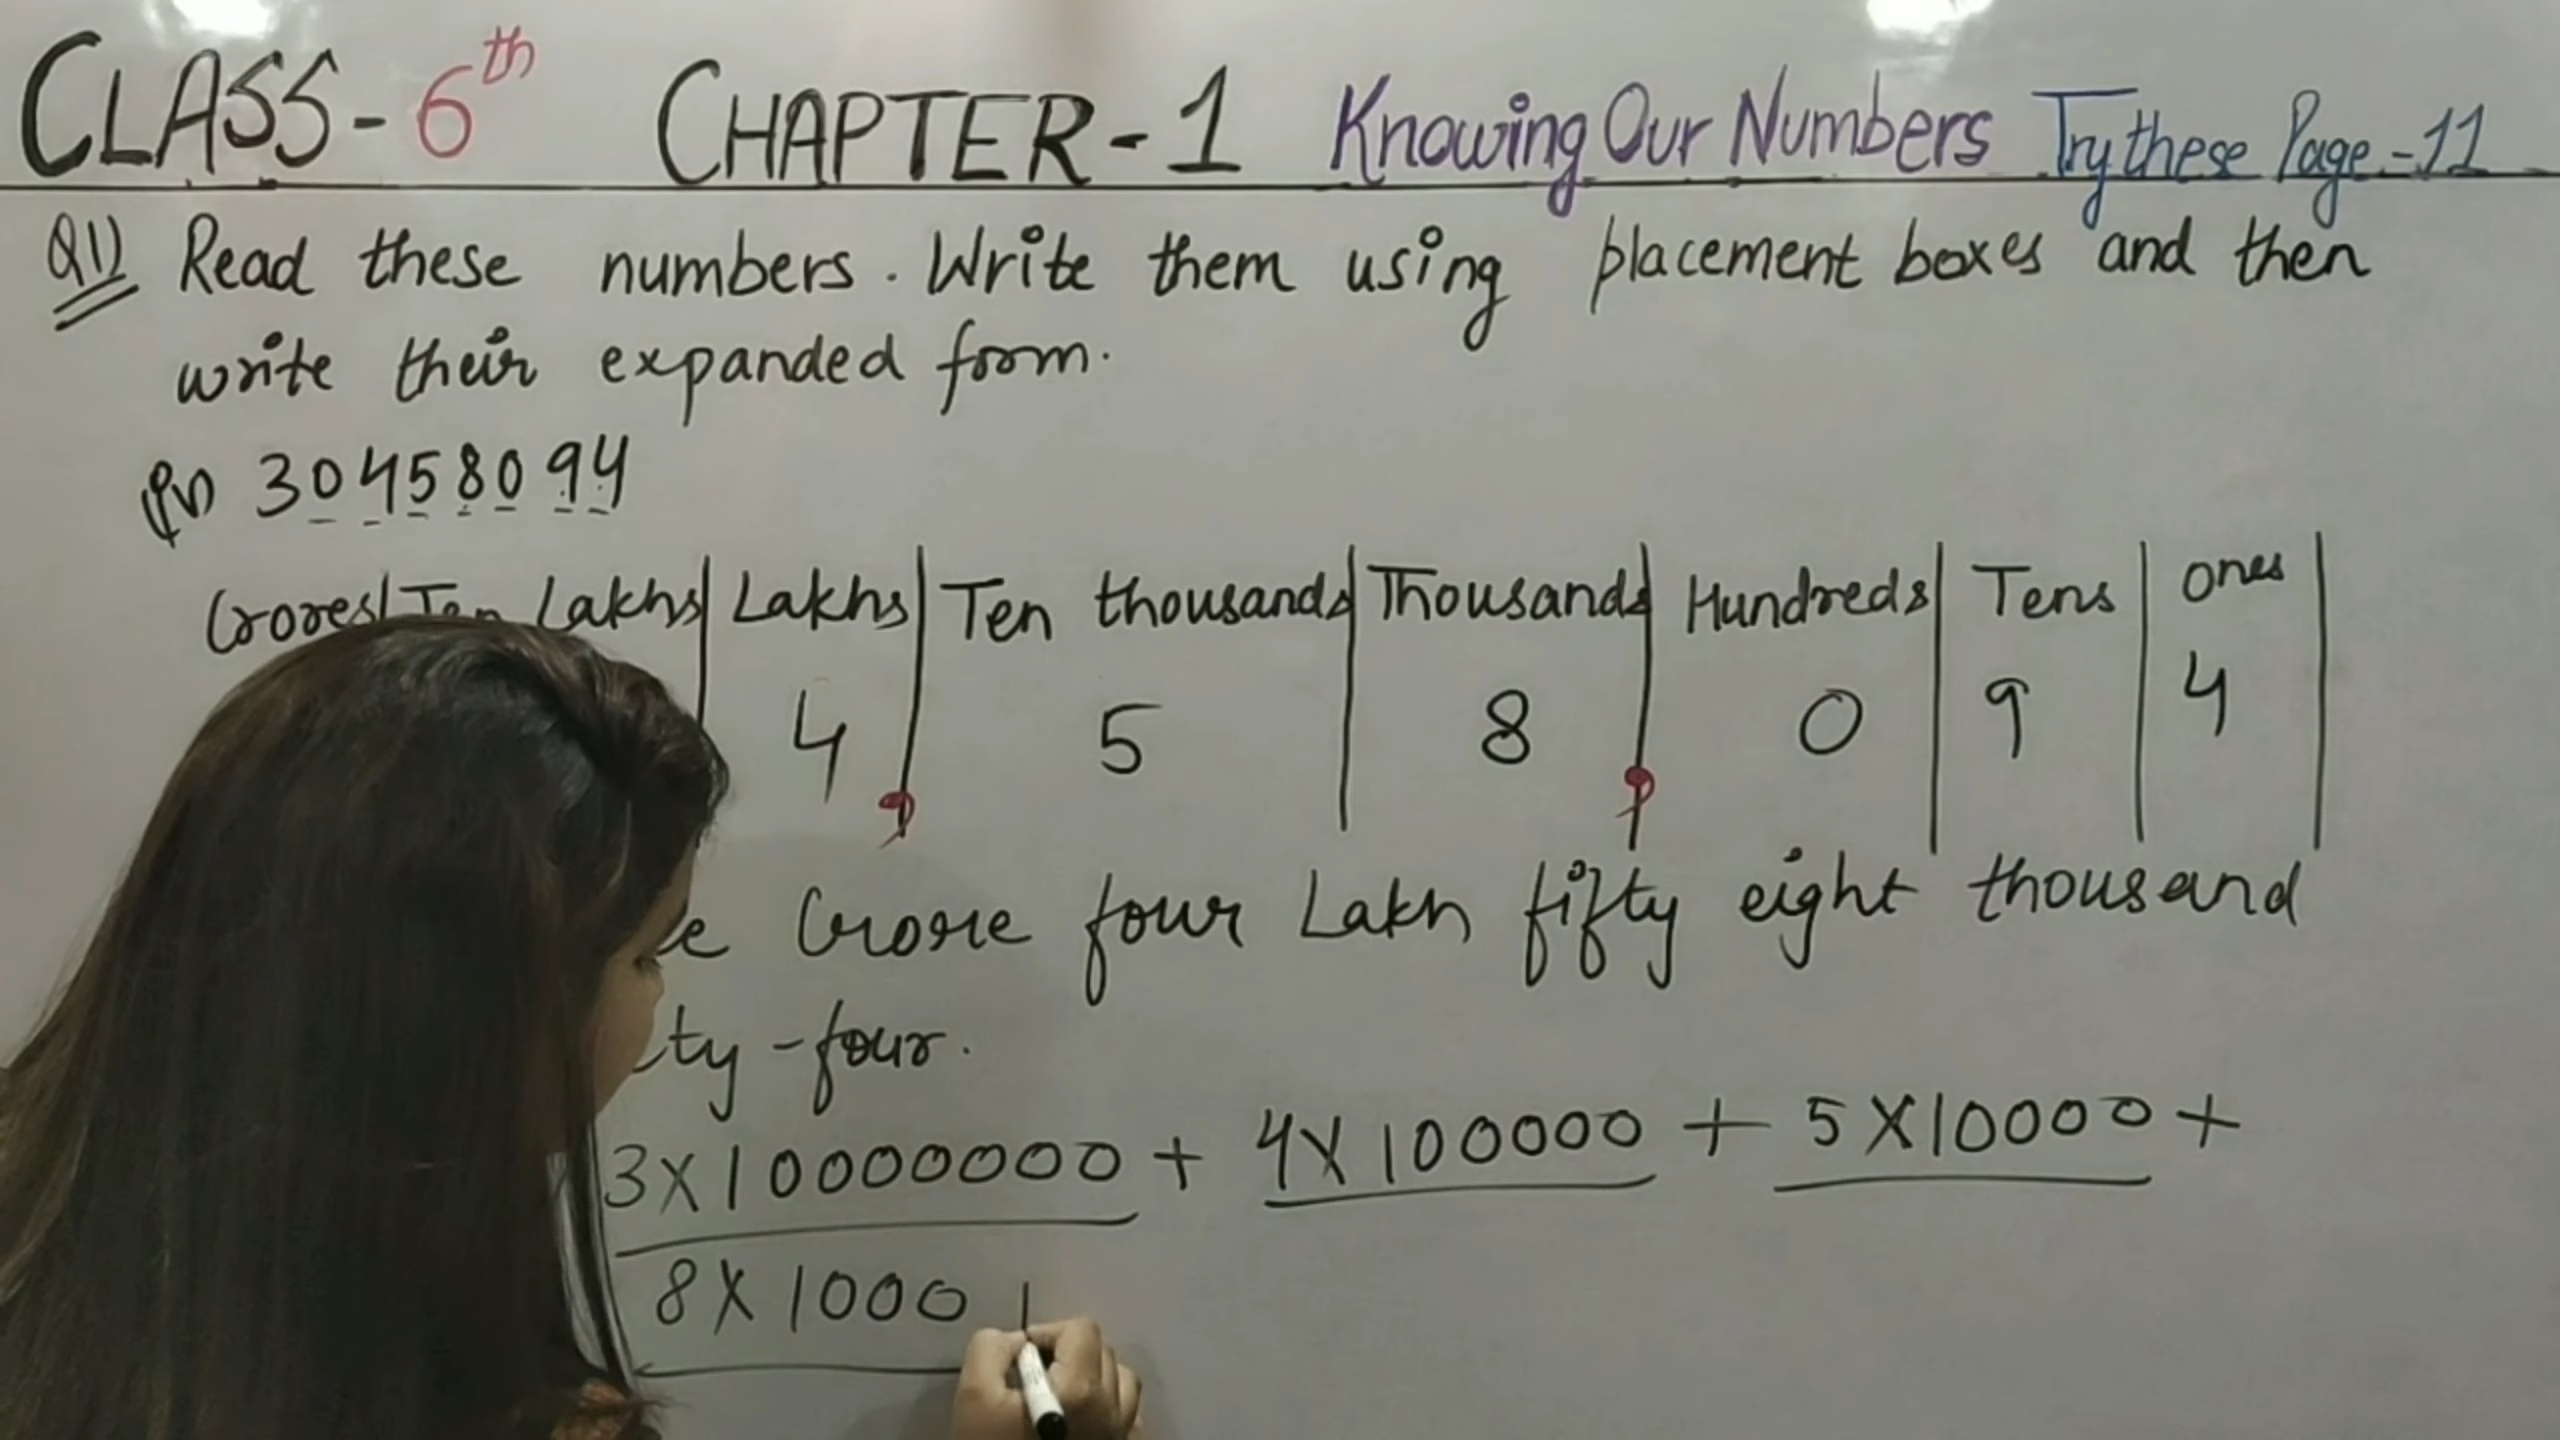 CLASS-6th CHAPTER-1 Knowing Our Numbers Try these Page-11
Q1) Read these numbers. Write them using placement boxes and then
write their expanded form.
30458094
Crores Ten Lakhs Lakhs Ten thousands Thousands Hundreds Tens Ones
4 , 5 8 , 0 9 4
Crore four Lakh fifty eight thousand
-four.
3X10000000 + 4X100000 + 5X10000 +
8X1000